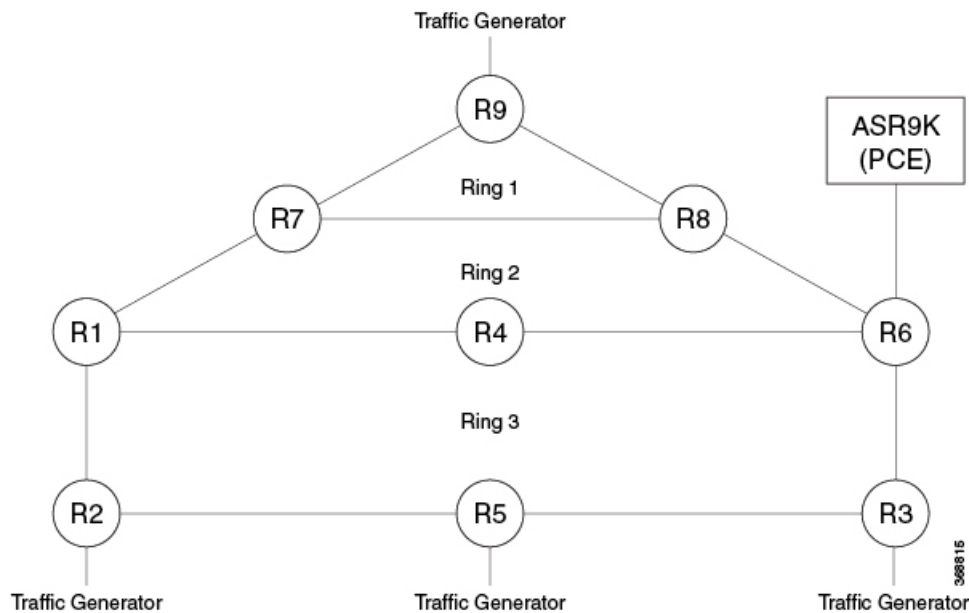 Traffic Generator
R9
ASR9K
(PCE)
Ring 1
R7
R8
Ring 2
R1
R4
R6
Ring 3
R2
R5
R3
368815
Traffic Generator
Traffic Generator
Traffic Generator